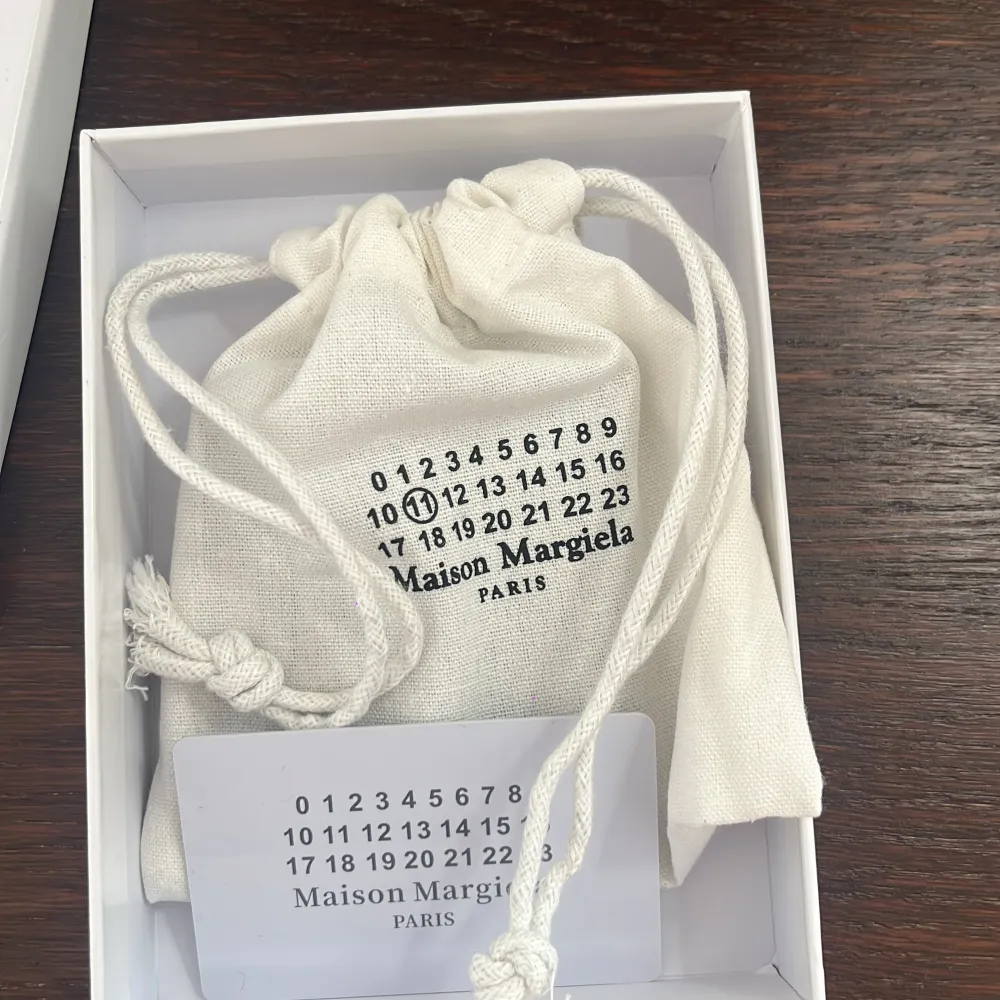 0 1 2 3 4 5 6 7 8 9
10 11 12 13 14 15 16
17 18 19 20 21 22 23
Maison Margiela
PARIS
0 1 2 3 4 5 6 7 8
10 11 12 13 14 15
17 18 19 20 21 22
Maison Margiela
PARIS